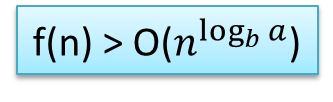 f(n) > O(n^{log_b a})